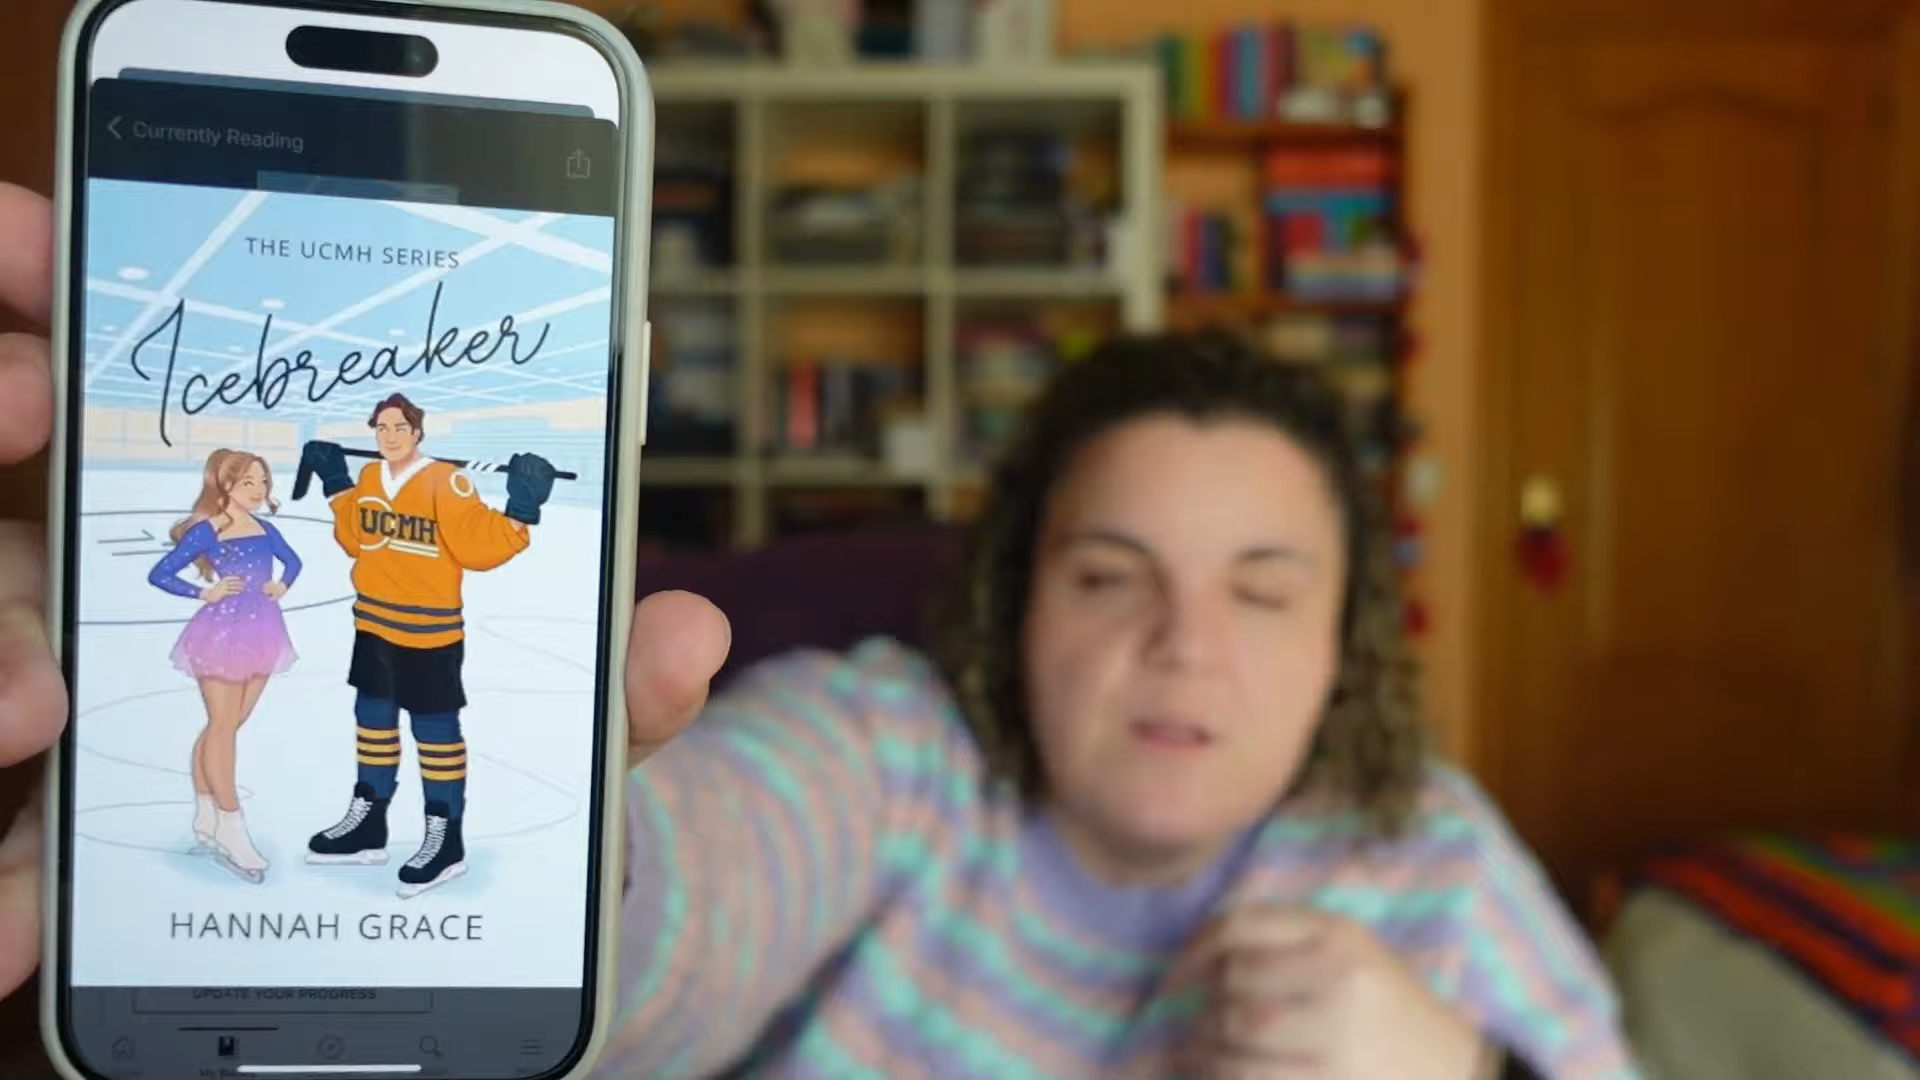 Currently Reading
THE UCMH SERIES
Icebreaker
UCMH
HANNAH GRACE
UPDATE YOUR PROGRESS